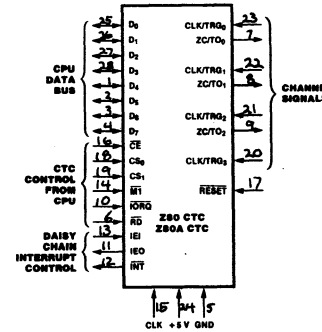 25 D0 CLK/TRG0 23
26 D1 ZC/TO0 7
27 D2
28 D3 CLK/TRG1 22
CPU DATA BUS
1 D4 ZC/TO1 8
CHANNEL SIGNALS
2 D5
3 D6 CLK/TRG2 21
4 D7 ZC/TO2 9
16 CE
18 CS0 CLK/TRG3 20
CTC CONTROL FROM CPU
19 CS1
14 M1 RESET 17
10 IORQ
6 RD Z80 CTC
Z80A CTC
DAISY CHAIN INTERRUPT CONTROL
13 IEI
11 IEO
12 INT
15 24 5
CLK +5 V GND